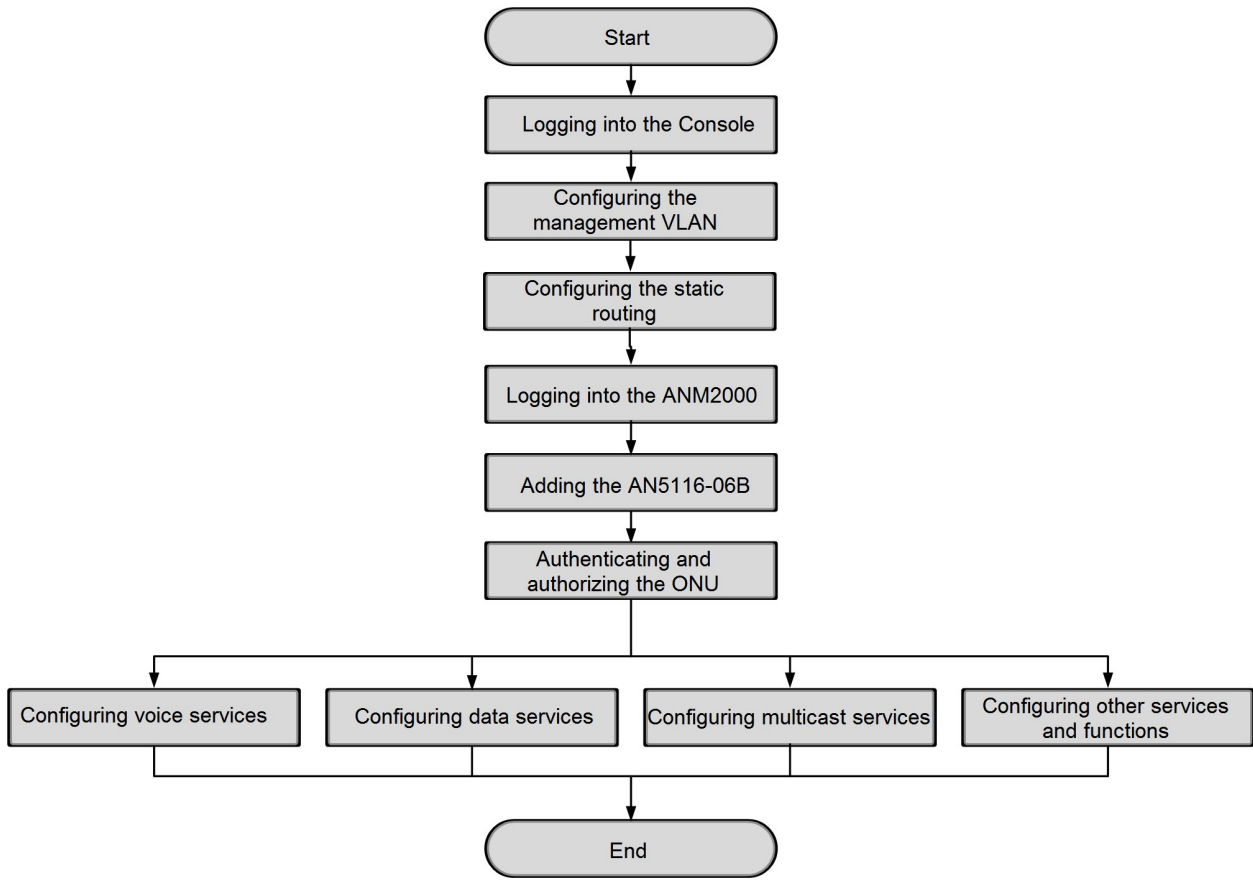 Start
Logging into the Console
Configuring the
management VLAN
Configuring the static
routing
Logging into the ANM2000
Adding the AN5116-06B
Authenticating and
authorizing the ONU
Configuring voice services
Configuring data services
Configuring multicast services
Configuring other services
and functions
End